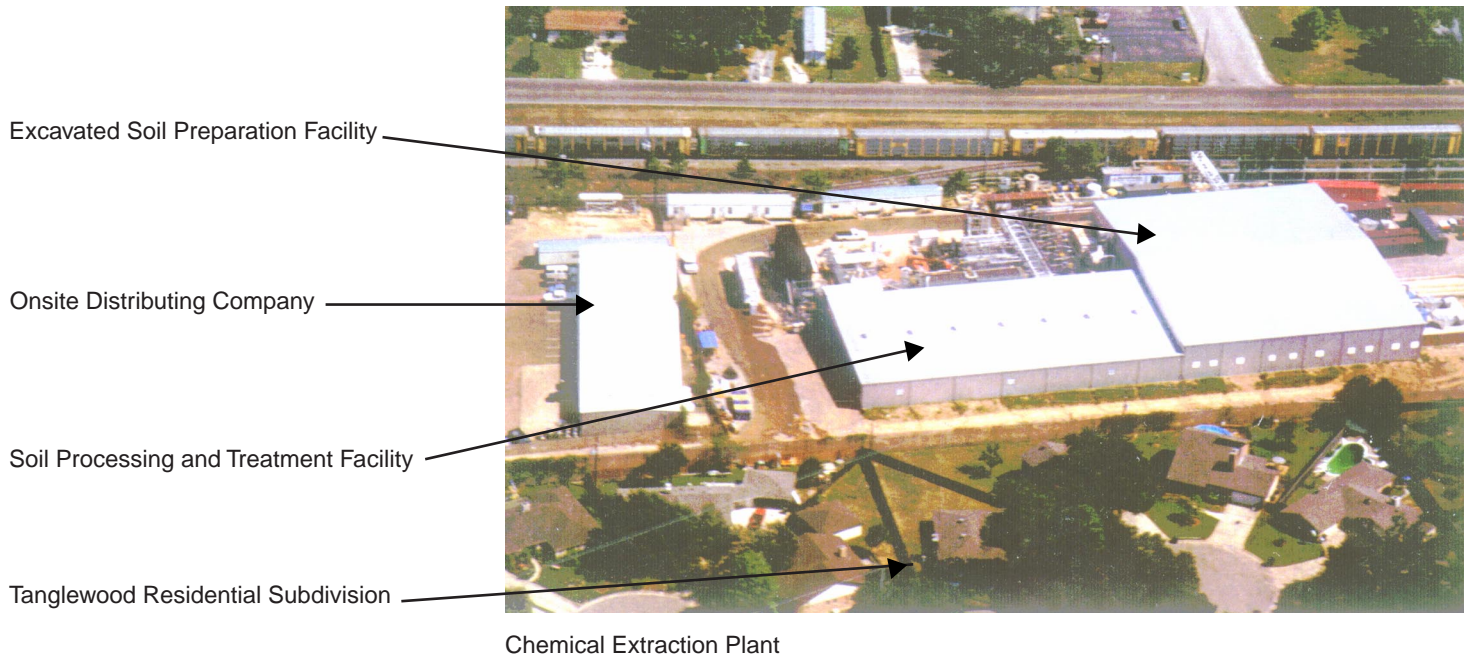 Excavated Soil Preparation Facility
Onsite Distributing Company
Soil Processing and Treatment Facility
Tanglewood Residential Subdivision
Chemical Extraction Plant